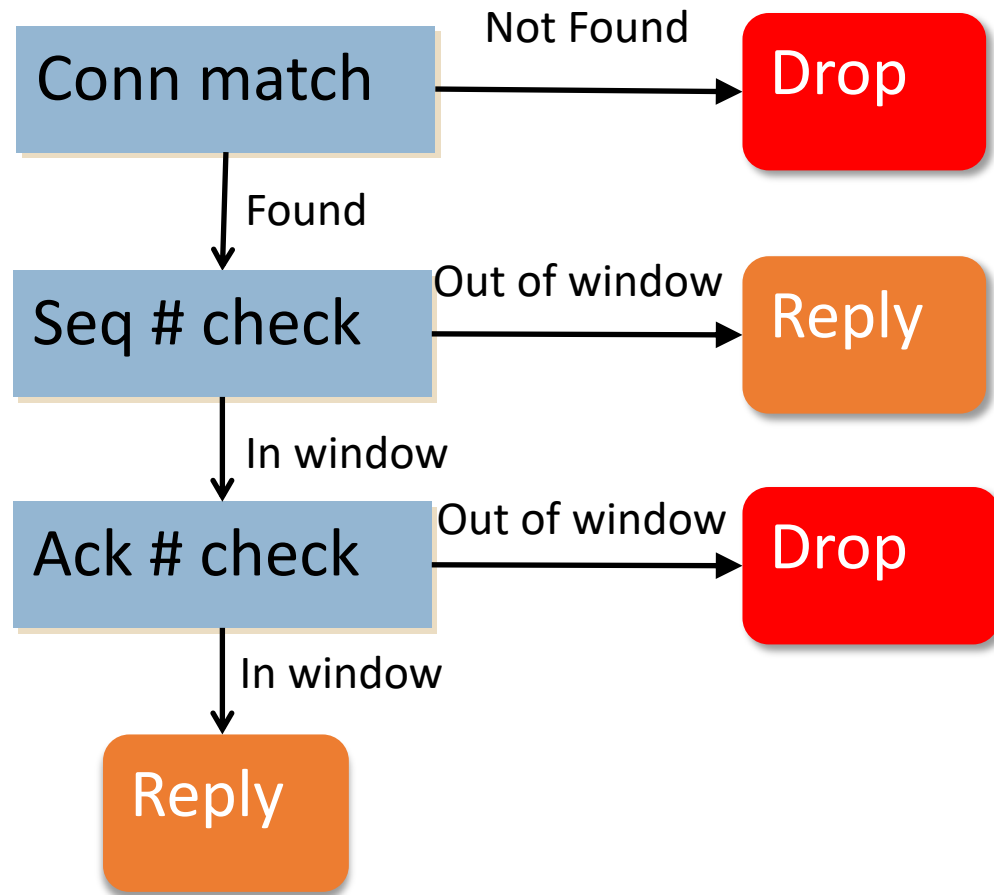 Conn match
Not Found
Drop
Found
Seq # check
Out of window
Reply
In window
Ack # check
Out of window
Drop
In window
Reply